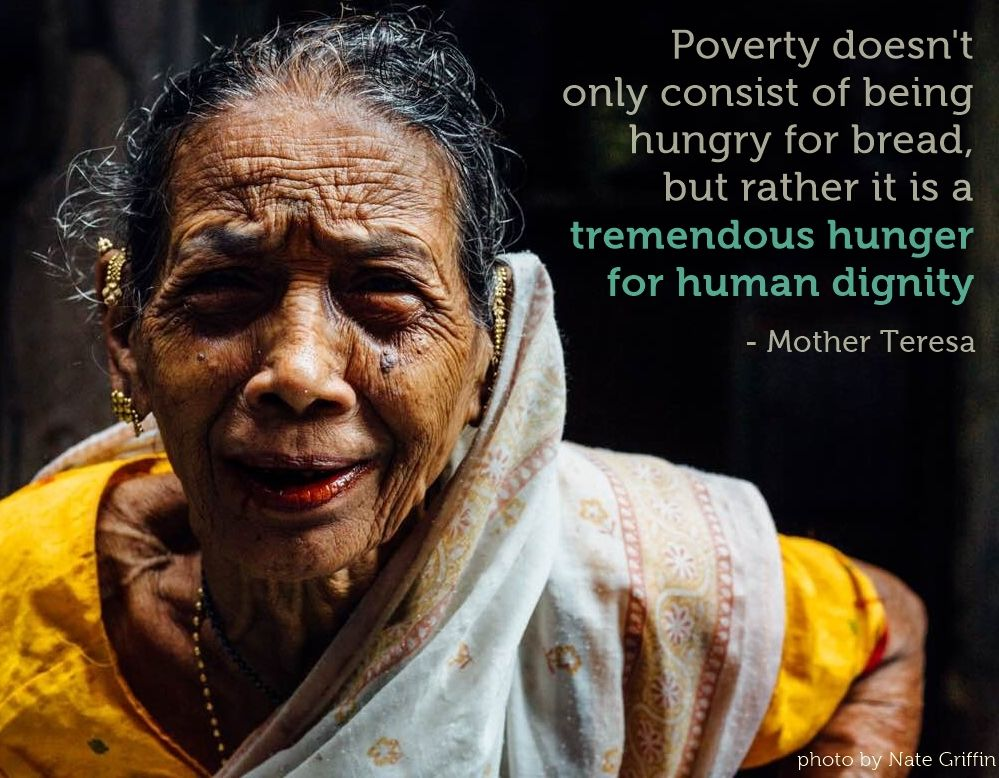 Poverty doesn't
only consist of being
hungry for bread,
but rather it is a
tremendous hunger
for human dignity
- Mother Teresa
photo by Nate Griffin